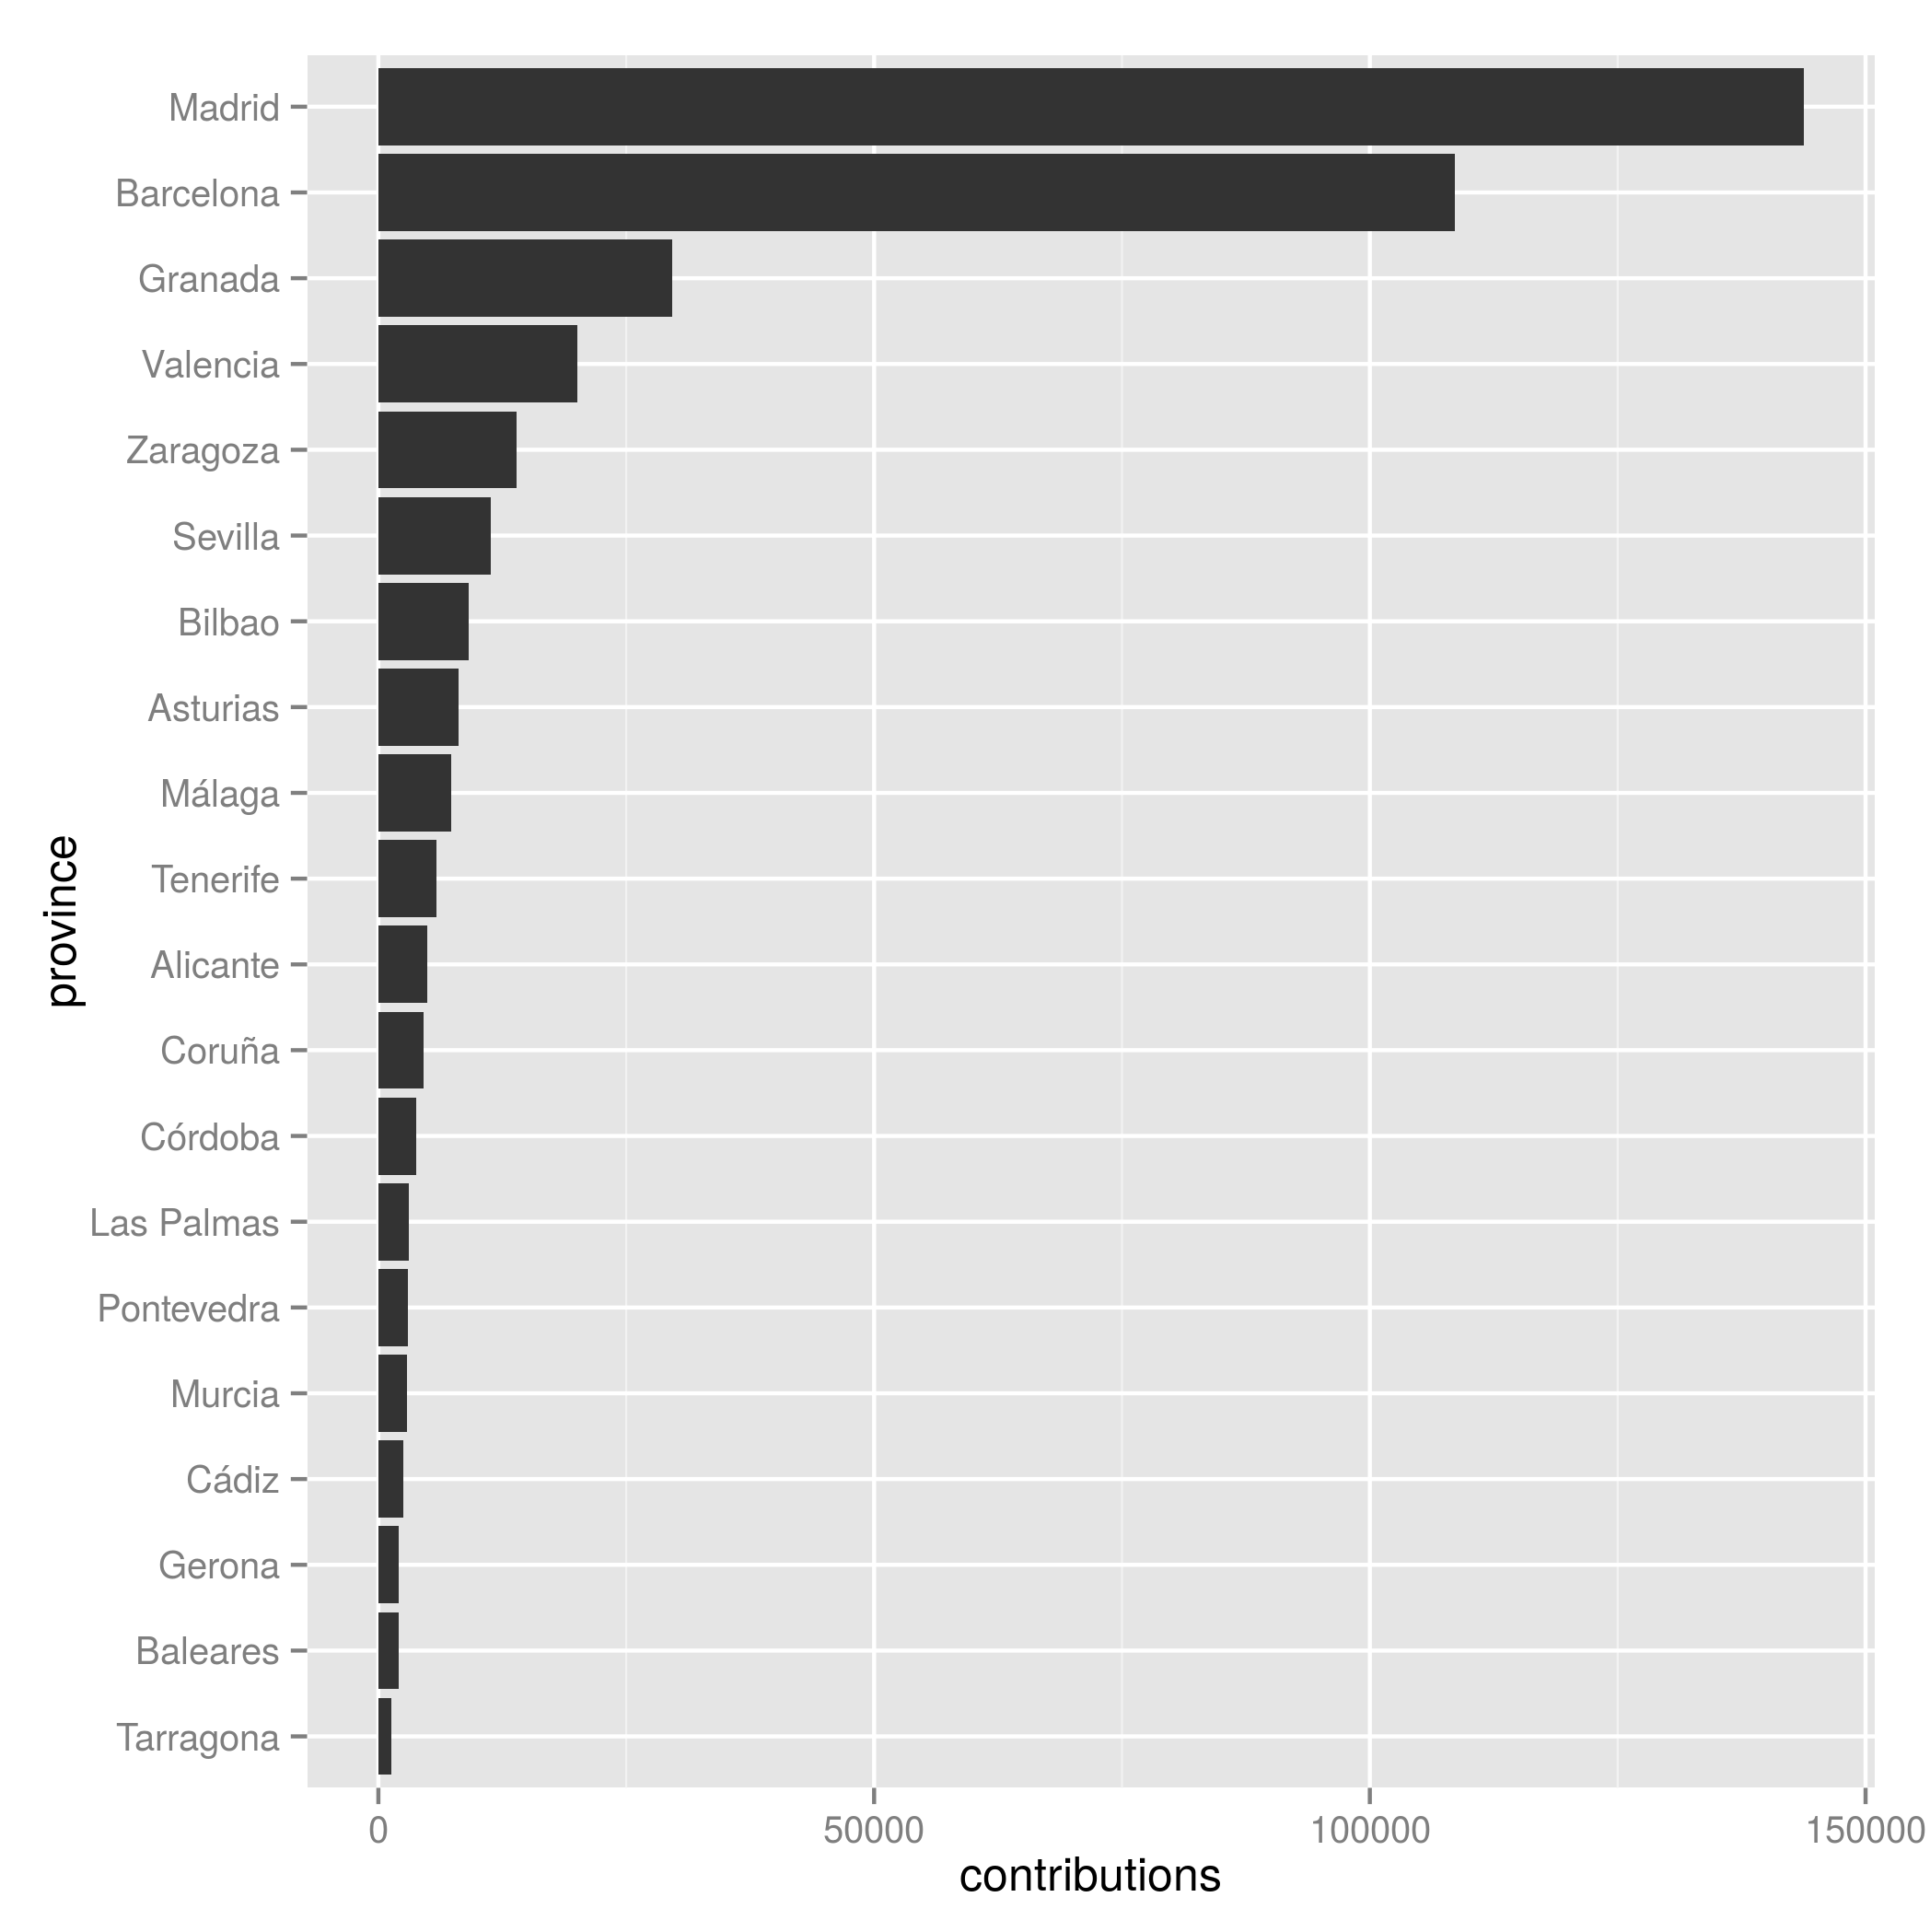 Madrid
Barcelona
Granada
Valencia
Zaragoza
Sevilla
Bilbao
Asturias
Málaga
Tenerife
Alicante
Coruña
Córdoba
Las Palmas
Pontevedra
Murcia
Cádiz
Gerona
Baleares
Tarragona
province
0 50000 100000 150000
contributions